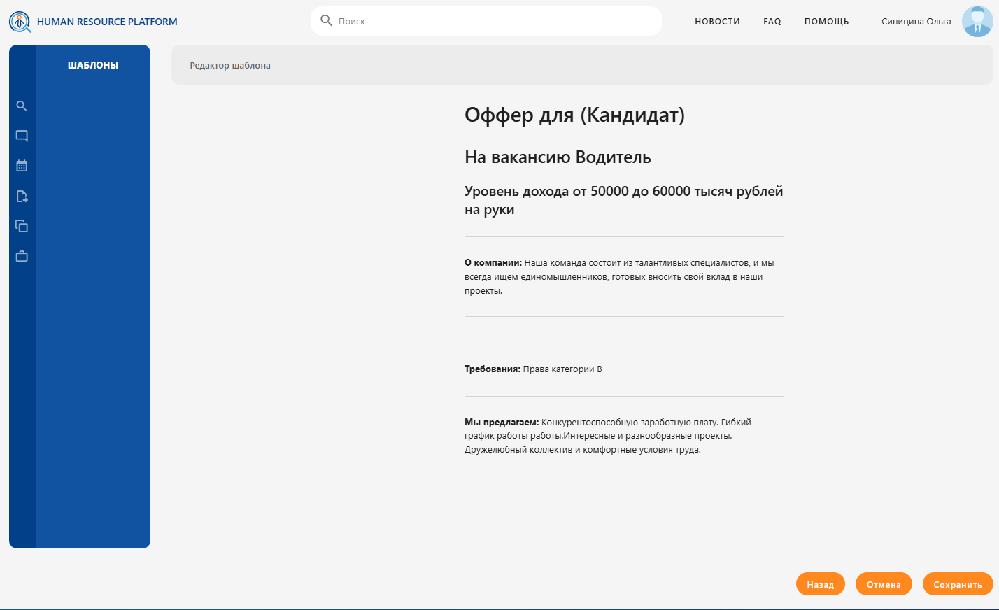 HUMAN RESOURCE PLATFORM
Поиск
НОВОСТИ
FAQ
ПОМОЩЬ
Синицина Ольга
ШАБЛОНЫ
Редактор шаблона
Оффер для (Кандидат)
На вакансию Водитель
Уровень дохода от 50000 до 60000 тысяч рублей
на руки
О компании: Наша команда состоит из талантливых специалистов, и мы
всегда ищем единомышленников, готовых вносить свой вклад в наши
проекты.
Требования: Права категории В
Мы предлагаем: Конкурентоспособную заработную плату. Гибкий
график работы работы.Интересные и разнообразные проекты.
Дружелюбный коллектив и комфортные условия труда.
Назад
Отмена
Сохранить